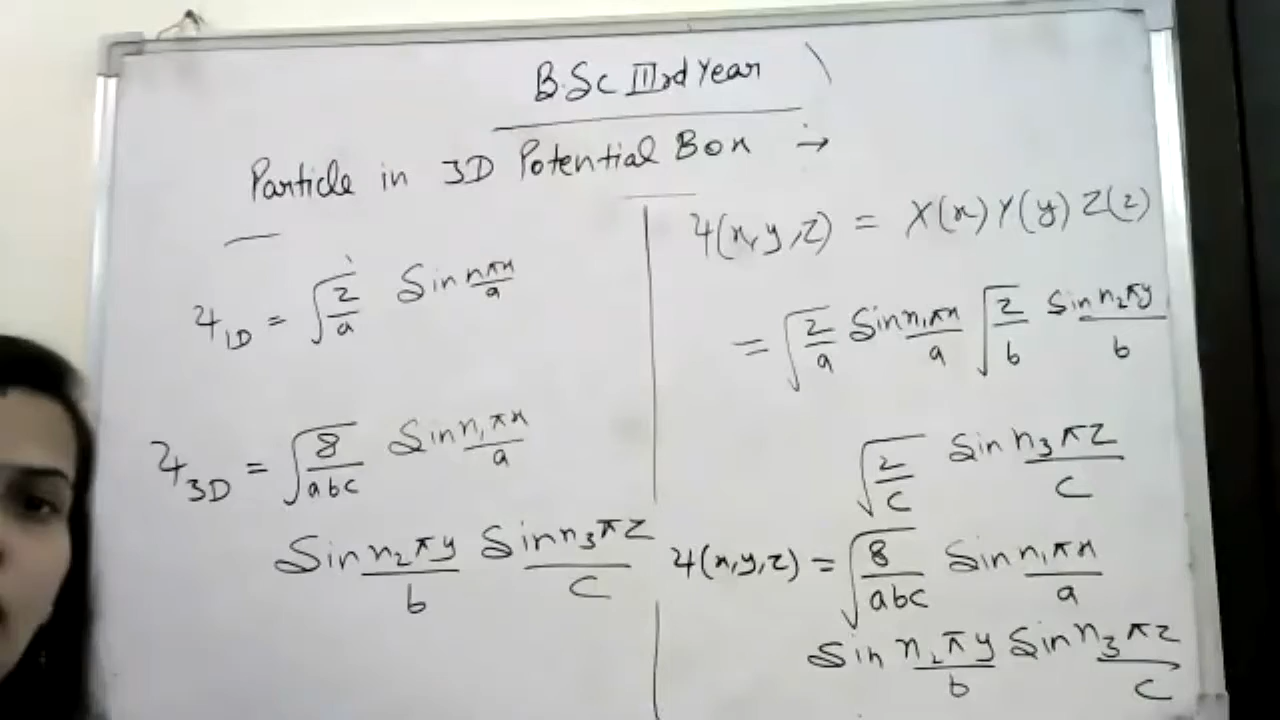 B.Sc IIIrd Year
Particle in 3D Potential Box →
ψ1D = √(2/a) Sin nπx/a
ψ3D = √(8/abc) Sin n₁πx/a
Sin n₂πy/b Sin n₃πz/c
ψ(x,y,z) = X(x) Y(y) Z(z)
= √(2/a) Sin n₁πx/a √(2/b) Sin n₂πy/b
√(2/c) Sin n₃πz/c
ψ(x,y,z) = √(8/abc) Sin n₁πx/a
Sin n₂πy/b Sin n₃πz/c